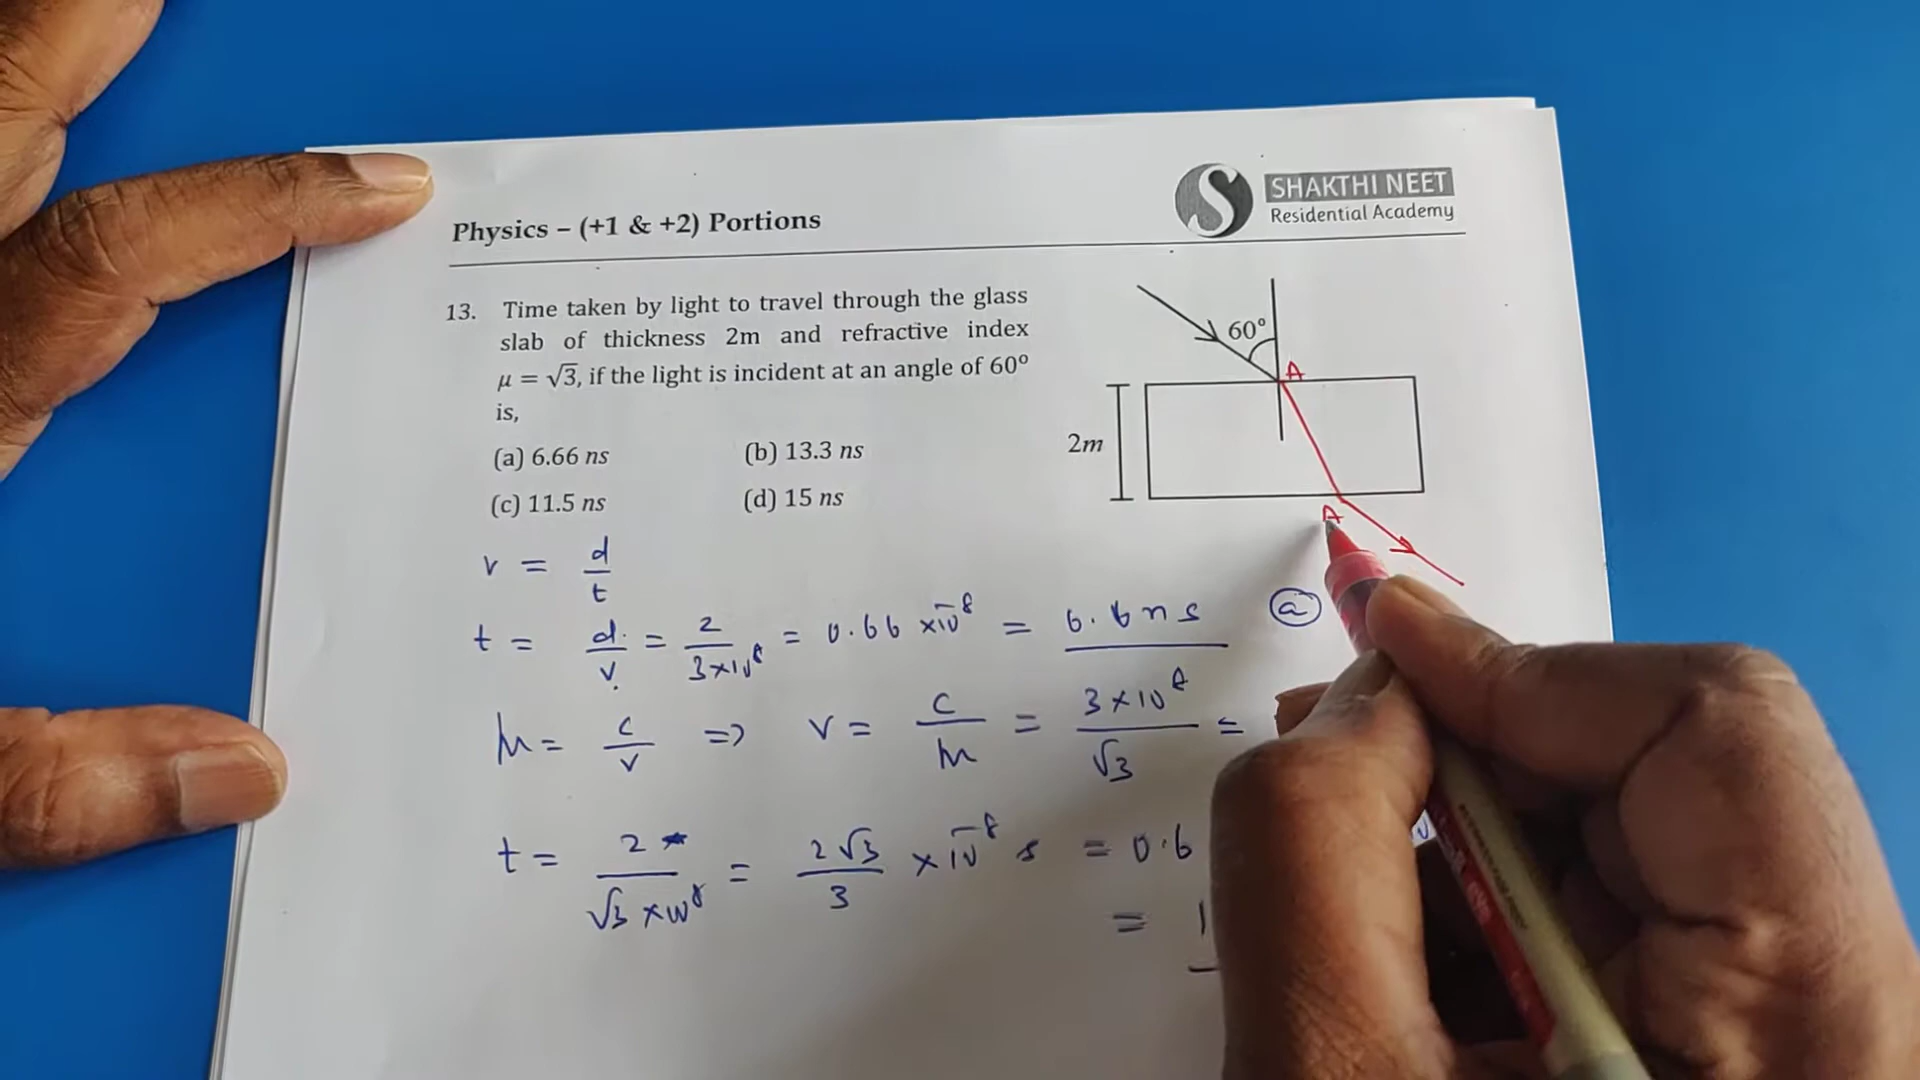 SHAKTHI NEET
Residential Academy
Physics – (+1 & +2) Portions
13. Time taken by light to travel through the glass
slab of thickness 2m and refractive index
μ = √3, if the light is incident at an angle of 60°
is,
(a) 6.66 ns (b) 13.3 ns
(c) 11.5 ns (d) 15 ns
60°
A
2m
A
v = d/t
t = d/v = 2/3×10⁸ = 0.66 ×10⁻⁸ = 6.6 ns (a)
μ = c/v => v = c/μ = 3×10⁸/√3 =
t = 2/√3 ×10⁸ = 2√3/3 ×10⁻⁸ s = 0.6
= 1